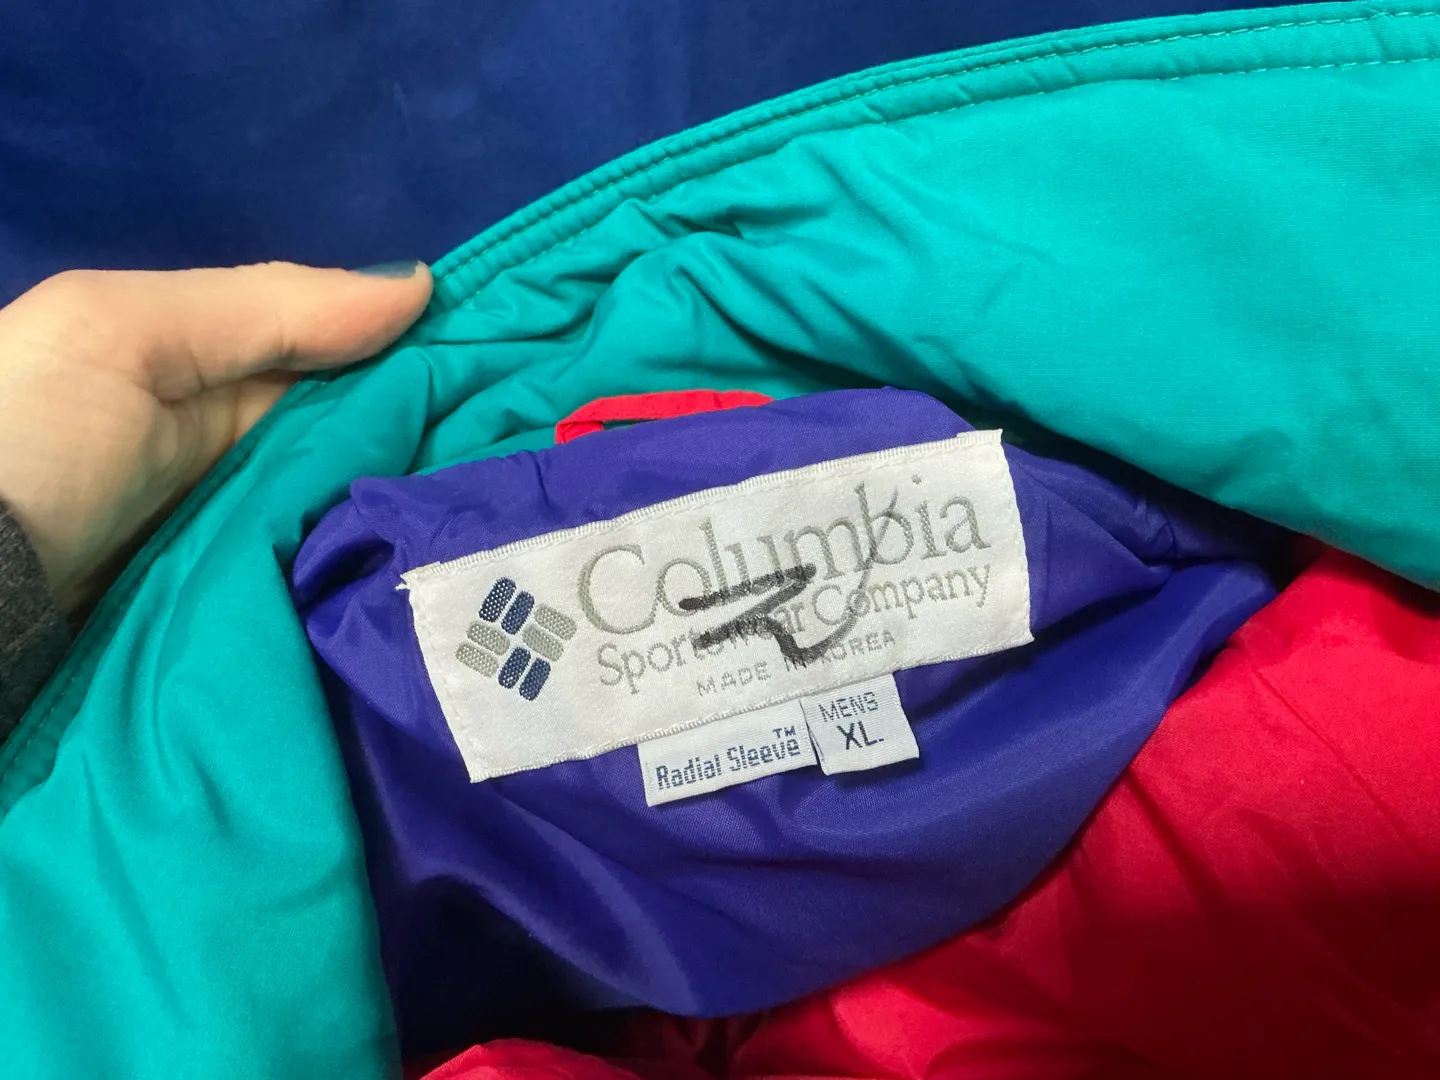 Columbia
Sportswear Company
MADE IN KOREA
Radial Sleeve™
MENS
XL.